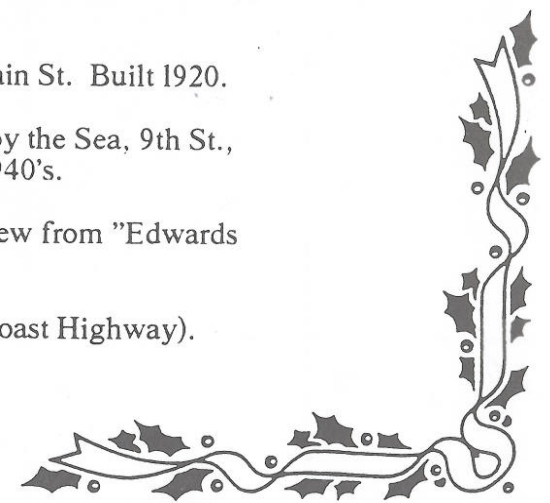 ain St. Built 1920.
by the Sea, 9th St.,
940's.
ew from "Edwards
oast Highway).